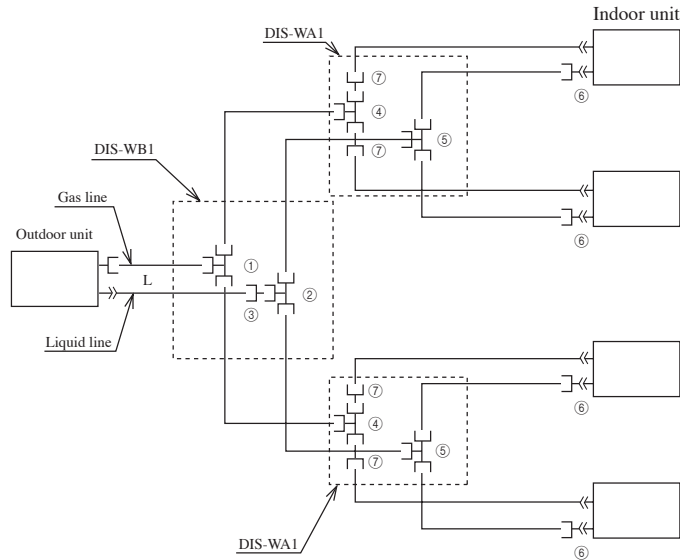 Indoor unit
DIS-WA1
⑦
④
⑥
⑤
⑦
DIS-WB1
Gas line
Outdoor unit
⑥
①
L
②
③
Liquid line
⑦
④
⑥
⑤
⑦
DIS-WA1
⑥